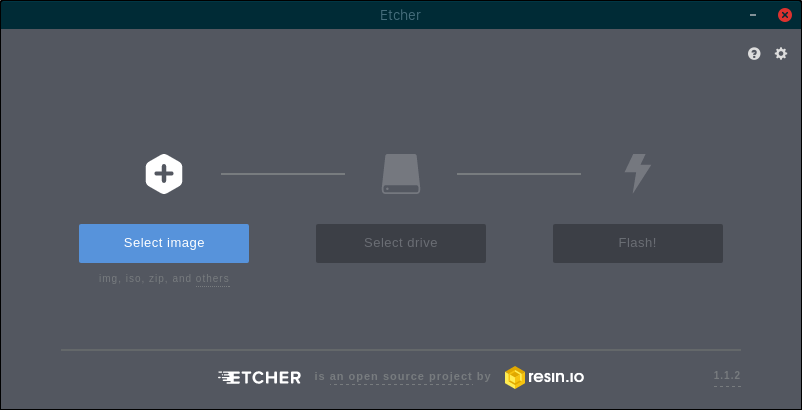 Etcher
Select image
Select drive
Flash!
img, iso, zip, and others
ETCHER is an open source project by resin.io
1.1.2